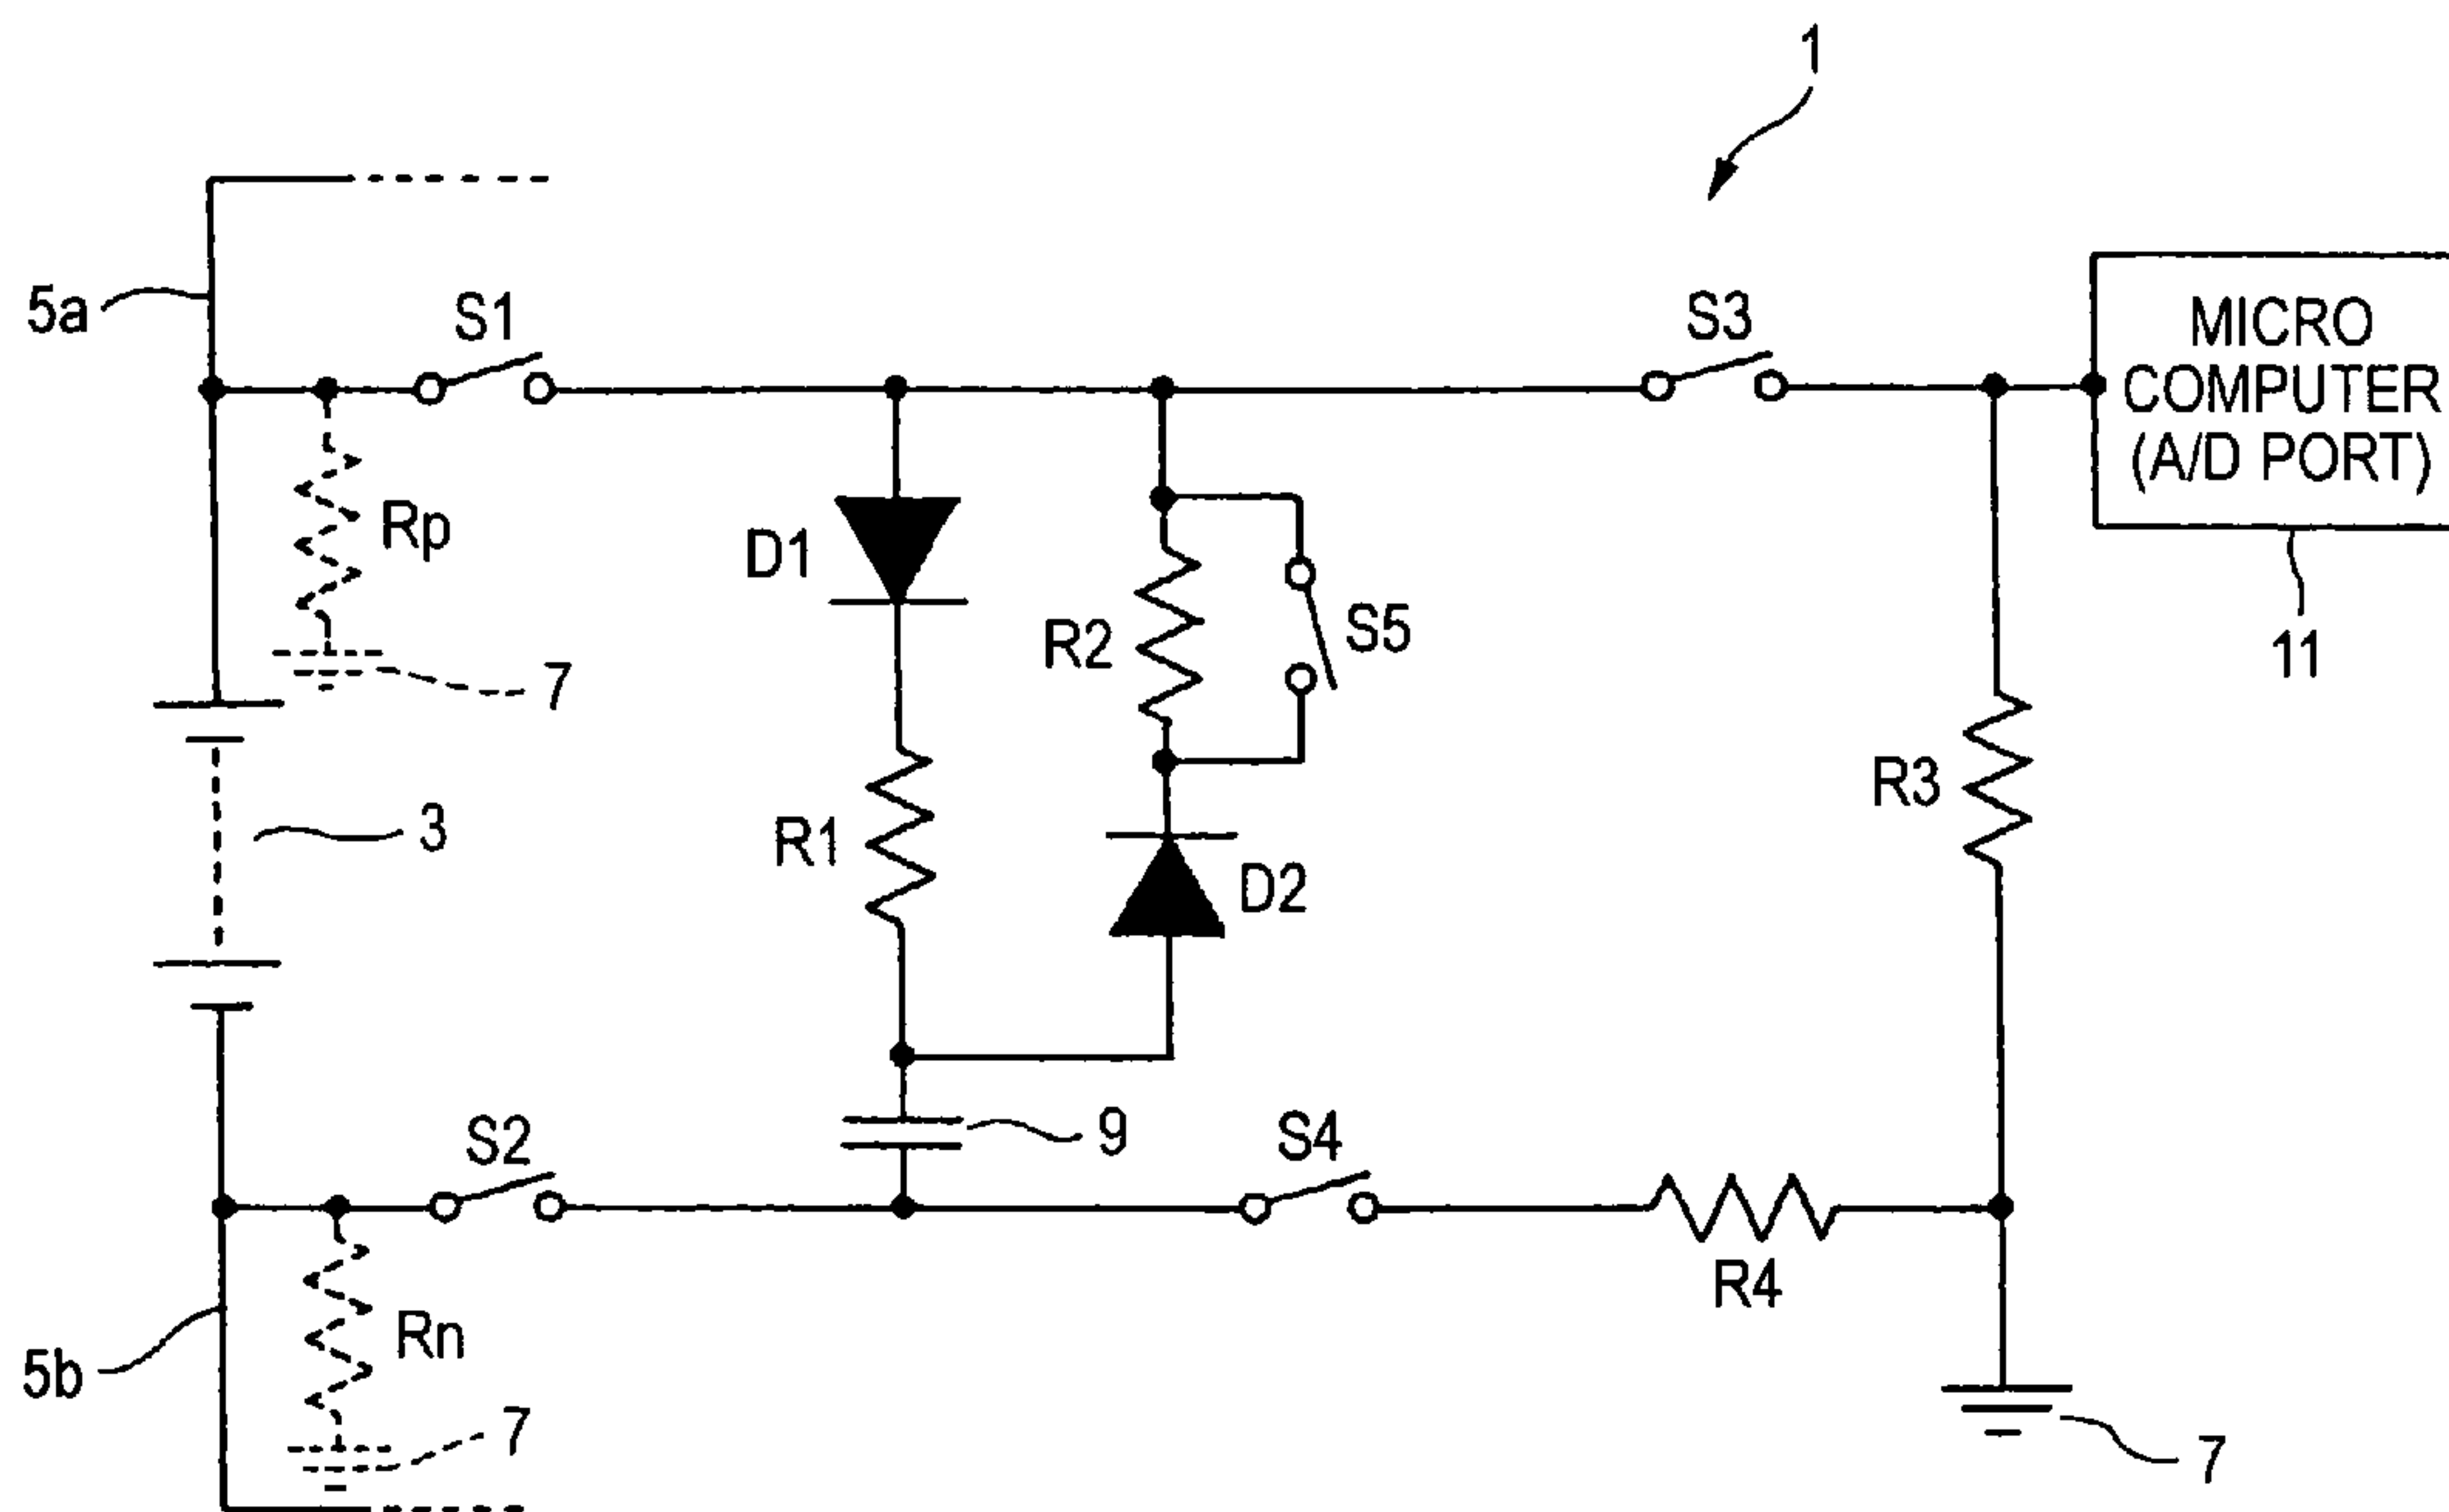 1
5a
S1
S3
MICRO
COMPUTER
(A/D PORT)
Rp
D1
S5
R2
11
7
R3
3
R1
D2
9
S2
S4
R4
Rn
5b
7
7